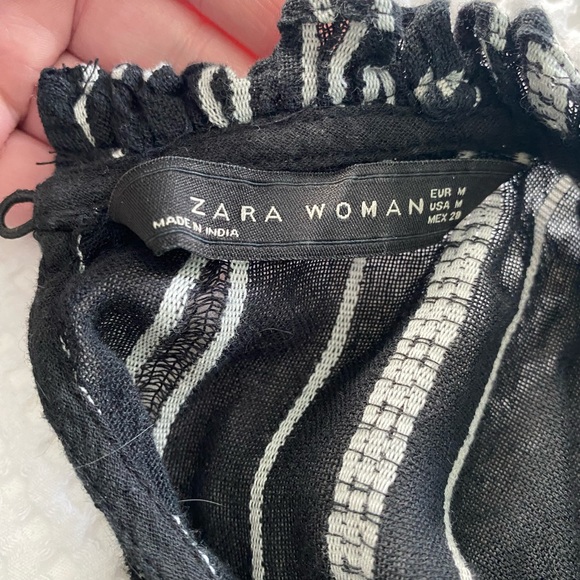 ZARA WOMAN
MADE IN INDIA
EUR M
USA M
MEX 28